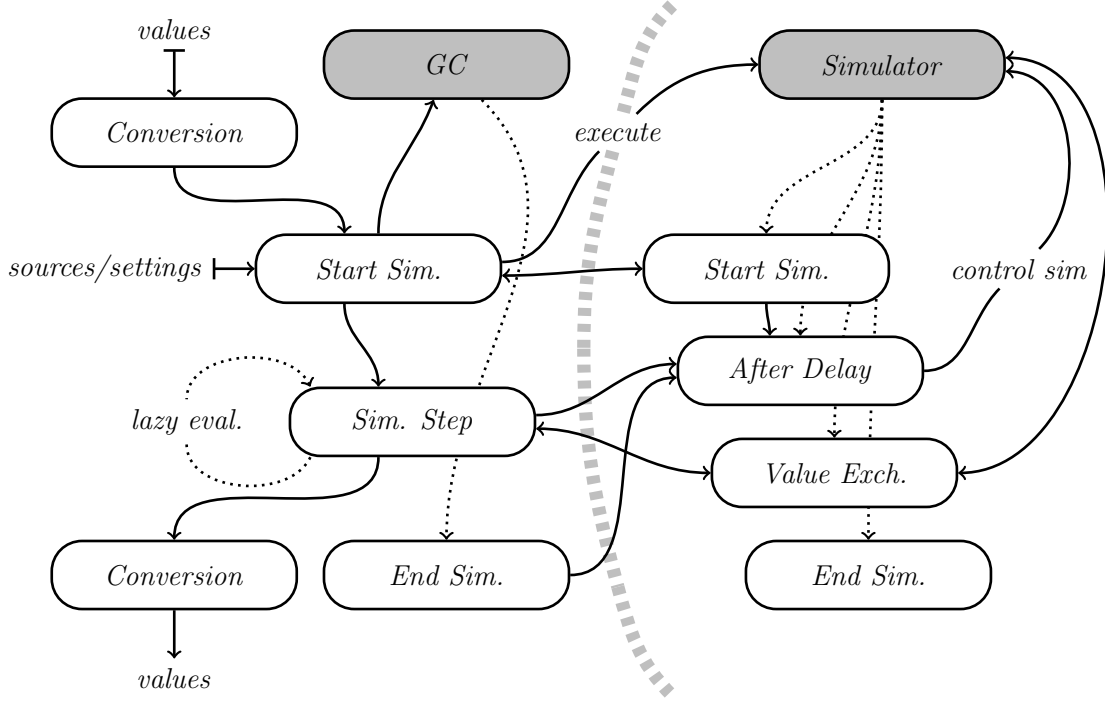 values
GC
Simulator
Conversion
execute
sources/settings
Start Sim.
Start Sim.
control sim
After Delay
lazy eval.
Sim. Step
Value Exch.
Conversion
End Sim.
End Sim.
values